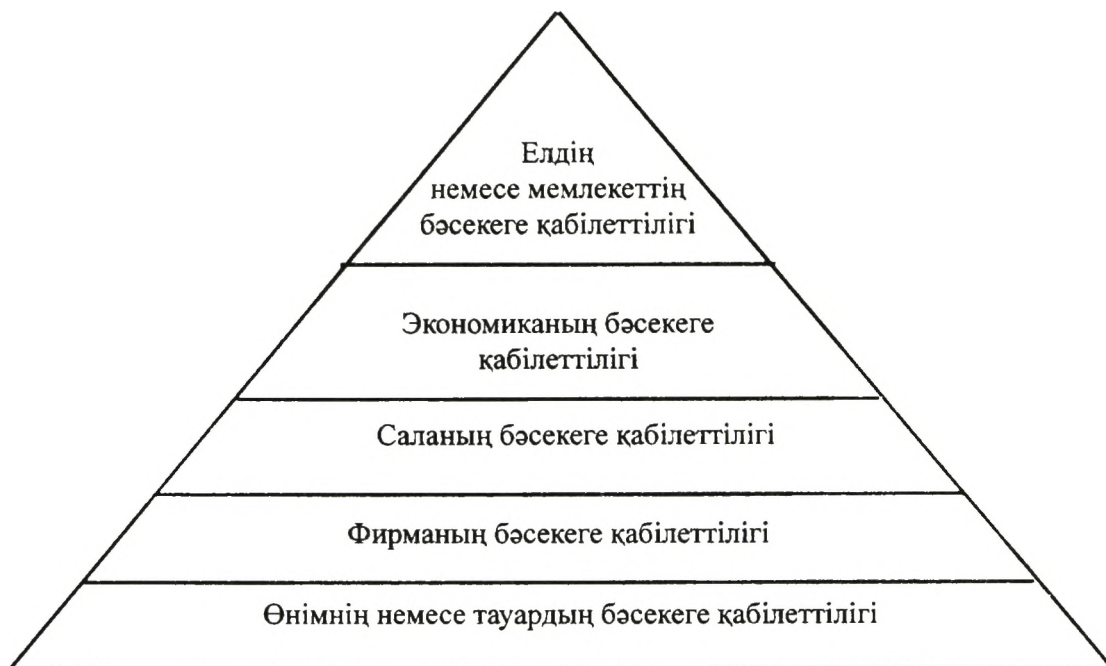 Елдің
немесе мемлекеттің
бәсекеге қабілеттілігі
Экономиканың бәсекеге
қабілеттілігі
Саланың бәсекеге қабілеттілігі
Фирманың бәсекеге қабілеттілігі
Өнімнің немесе тауардың бәсекеге қабілеттілігі